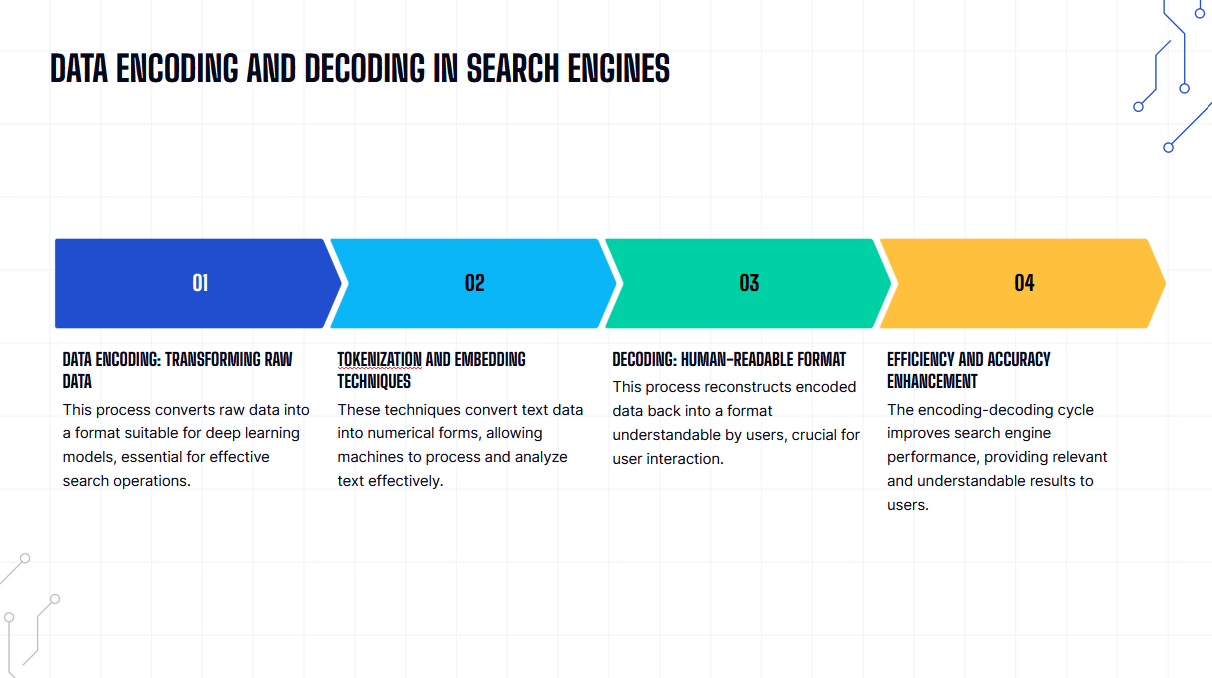 DATA ENCODING AND DECODING IN SEARCH ENGINES
01
02
03
04
DATA ENCODING: TRANSFORMING RAW
DATA
This process converts raw data into
a format suitable for deep learning
models, essential for effective
search operations.
TOKENIZATION AND EMBEDDING
TECHNIQUES
These techniques convert text data
into numerical forms, allowing
machines to process and analyze
text effectively.
DECODING: HUMAN-READABLE FORMAT
This process reconstructs encoded
data back into a format
understandable by users, crucial for
user interaction.
EFFICIENCY AND ACCURACY
ENHANCEMENT
The encoding-decoding cycle
improves search engine
performance, providing relevant
and understandable results to
users.